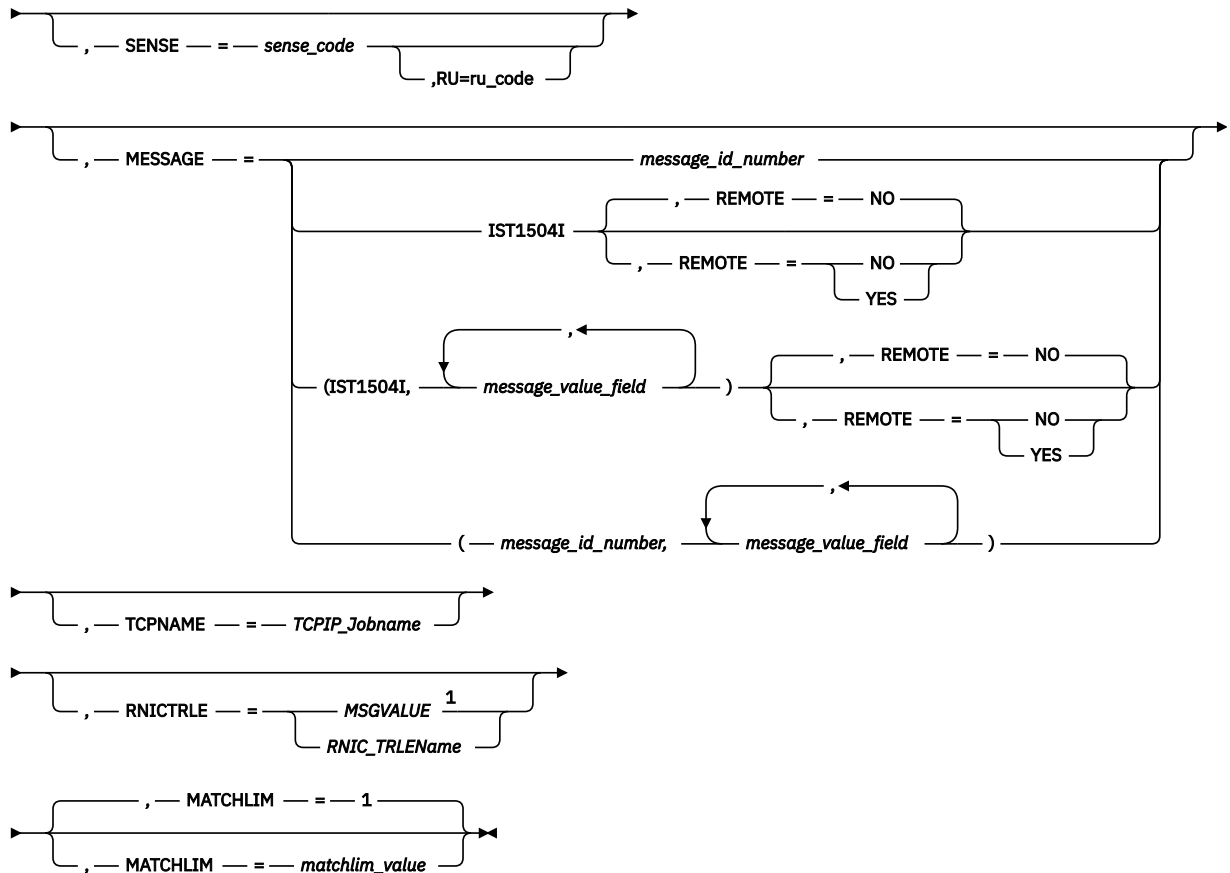 , SENSE = sense_code
,RU=ru_code
, MESSAGE = message_id_number
, REMOTE = NO
IST1504I
, REMOTE = NO
YES
,
, REMOTE = NO
(IST1504I, message_value_field )
, REMOTE = NO
YES
,
( message_id_number, message_value_field )
, TCPNAME = TCPIP_Jobname
, RNICTRLE = MSGVALUE 1
RNIC_TRLEName
, MATCHLIM = 1
, MATCHLIM = matchlim_value